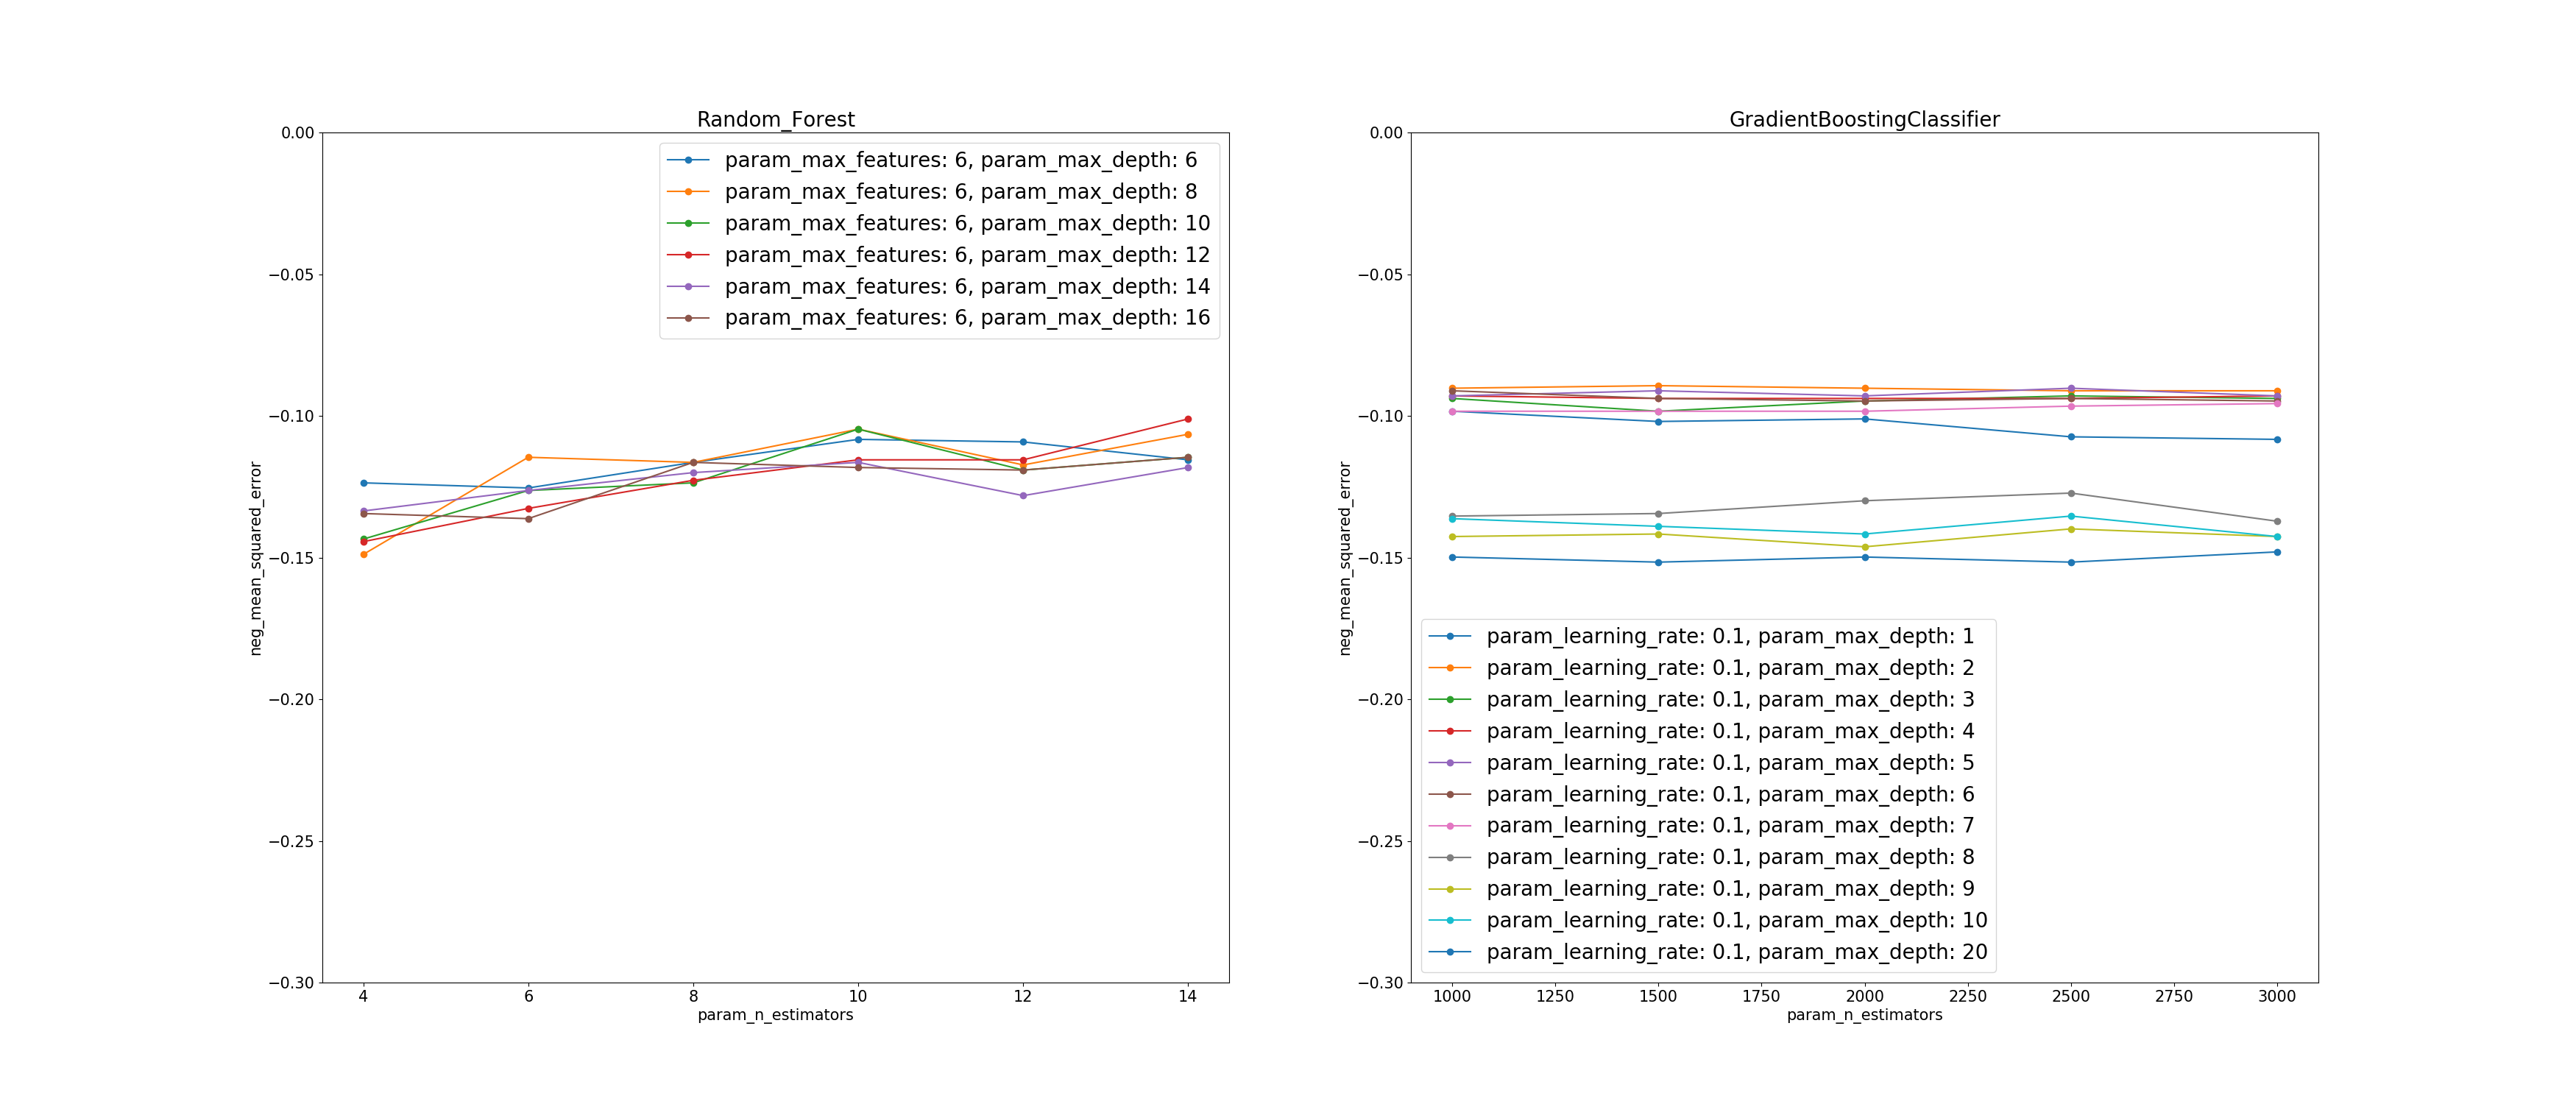 Random_Forest
0.00
−0.05
−0.10
−0.15
−0.20
−0.25
−0.30
neg_mean_squared_error
param_max_features: 6, param_max_depth: 6
param_max_features: 6, param_max_depth: 8
param_max_features: 6, param_max_depth: 10
param_max_features: 6, param_max_depth: 12
param_max_features: 6, param_max_depth: 14
param_max_features: 6, param_max_depth: 16
4 6 8 10 12 14
param_n_estimators
GradientBoostingClassifier
0.00
−0.05
−0.10
−0.15
−0.20
−0.25
−0.30
neg_mean_squared_error
param_learning_rate: 0.1, param_max_depth: 1
param_learning_rate: 0.1, param_max_depth: 2
param_learning_rate: 0.1, param_max_depth: 3
param_learning_rate: 0.1, param_max_depth: 4
param_learning_rate: 0.1, param_max_depth: 5
param_learning_rate: 0.1, param_max_depth: 6
param_learning_rate: 0.1, param_max_depth: 7
param_learning_rate: 0.1, param_max_depth: 8
param_learning_rate: 0.1, param_max_depth: 9
param_learning_rate: 0.1, param_max_depth: 10
param_learning_rate: 0.1, param_max_depth: 20
1000 1250 1500 1750 2000 2250 2500 2750 3000
param_n_estimators